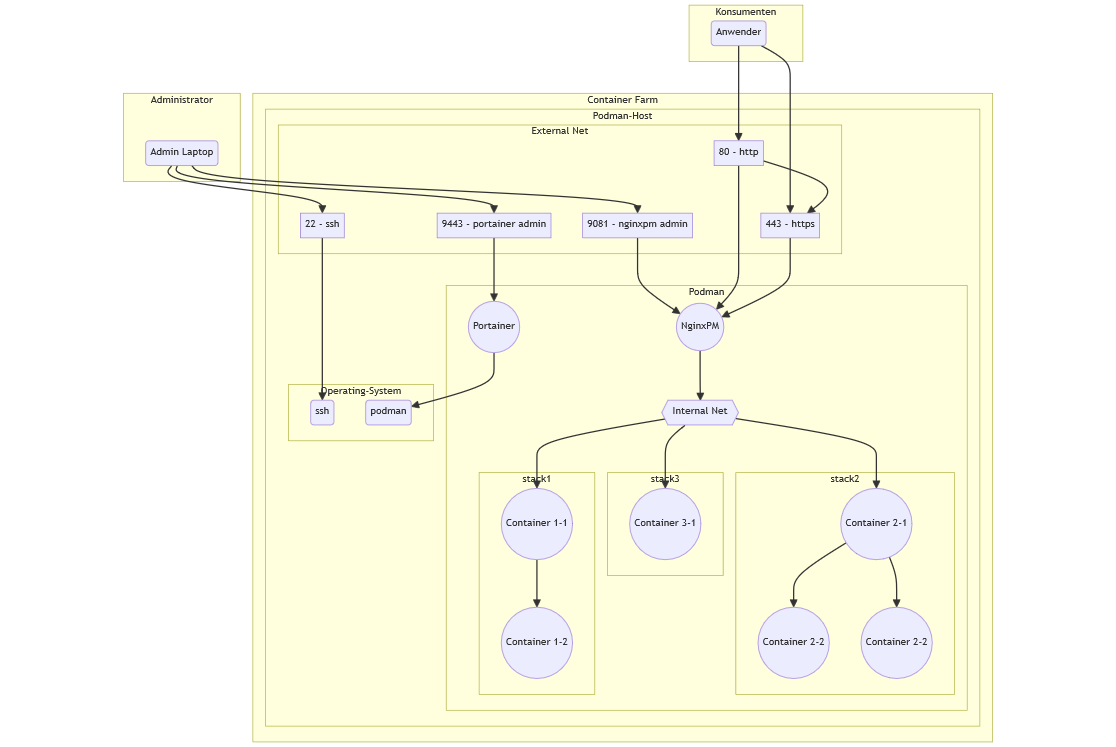 Konsumenten
Anwender
Administrator
Admin Laptop
Container Farm
Podman-Host
External Net
80 - http
22 - ssh
9443 - portainer admin
9081 - nginxpm admin
443 - https
Podman
Portainer
NginxPM
Operating-System
ssh
podman
Internal Net
stack1
stack3
stack2
Container 1-1
Container 3-1
Container 2-1
Container 1-2
Container 2-2
Container 2-2